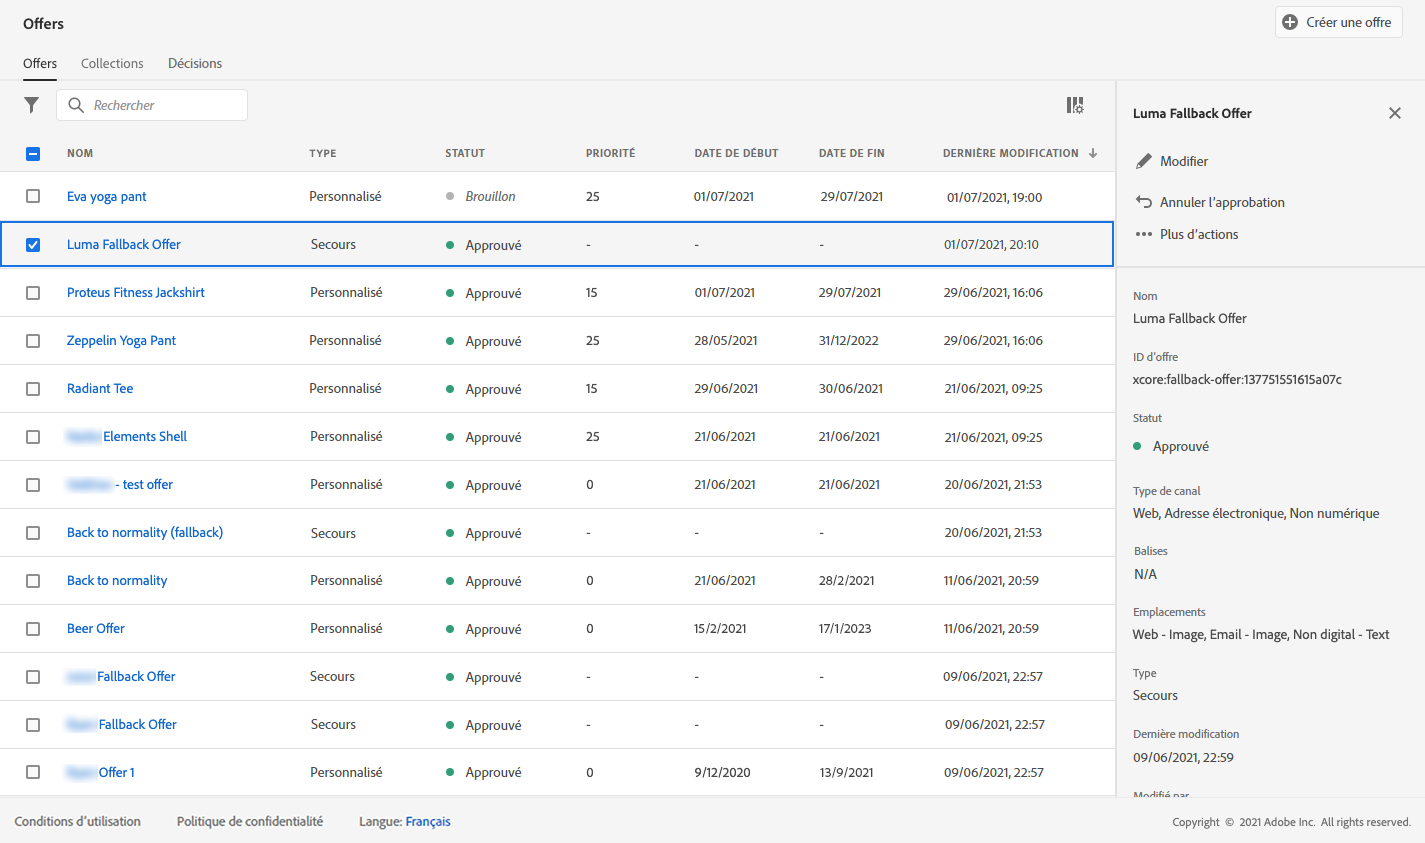 Offers
Créer une offre
Offers Collections Décisions
Rechercher
NOM TYPE STATUT PRIORITÉ DATE DE DÉBUT DATE DE FIN DERNIÈRE MODIFICATION
Eva yoga pant Personnalisé Brouillon 25 01/07/2021 29/07/2021 01/07/2021, 19:00
Luma Fallback Offer Secours Approuvé - - - 01/07/2021, 20:10
Proteus Fitness Jackshirt Personnalisé Approuvé 15 01/07/2021 29/07/2021 29/06/2021, 16:06
Zeppelin Yoga Pant Personnalisé Approuvé 25 28/05/2021 31/12/2022 29/06/2021, 16:06
Radiant Tee Personnalisé Approuvé 15 29/06/2021 30/06/2021 21/06/2021, 09:25
Elements Shell Personnalisé Approuvé 25 21/06/2021 21/06/2021 21/06/2021, 09:25
- test offer Personnalisé Approuvé 0 21/06/2021 21/06/2021 20/06/2021, 21:53
Back to normality (fallback) Secours Approuvé - - - 20/06/2021, 21:53
Back to normality Personnalisé Approuvé 0 21/06/2021 28/2/2021 11/06/2021, 20:59
Beer Offer Personnalisé Approuvé 0 15/2/2021 17/1/2023 11/06/2021, 20:59
Fallback Offer Secours Approuvé - - - 09/06/2021, 22:57
Fallback Offer Secours Approuvé - - - 09/06/2021, 22:57
Offer 1 Personnalisé Approuvé 0 9/12/2020 13/9/2021 09/06/2021, 22:57
Luma Fallback Offer
Modifier
Annuler l'approbation
Plus d'actions
Nom
Luma Fallback Offer
ID d'offre
xcore:fallback-offer:137751551615a07c
Statut
Approuvé
Type de canal
Web, Adresse électronique, Non numérique
Balises
N/A
Emplacements
Web - Image, Email - Image, Non digital - Text
Type
Secours
Dernière modification
09/06/2021, 22:59
Modifié par
Conditions d'utilisation Politique de confidentialité Langue: Français Copyright © 2021 Adobe Inc. All rights reserved.